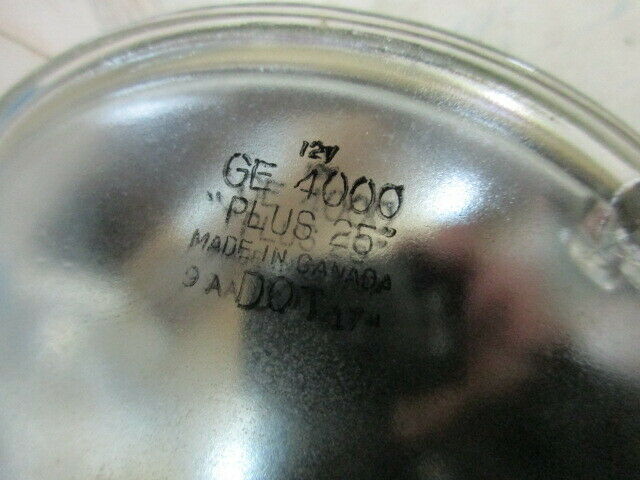 12V
GE 4000
"PLUS 25"
MADE IN CANADA
DOT